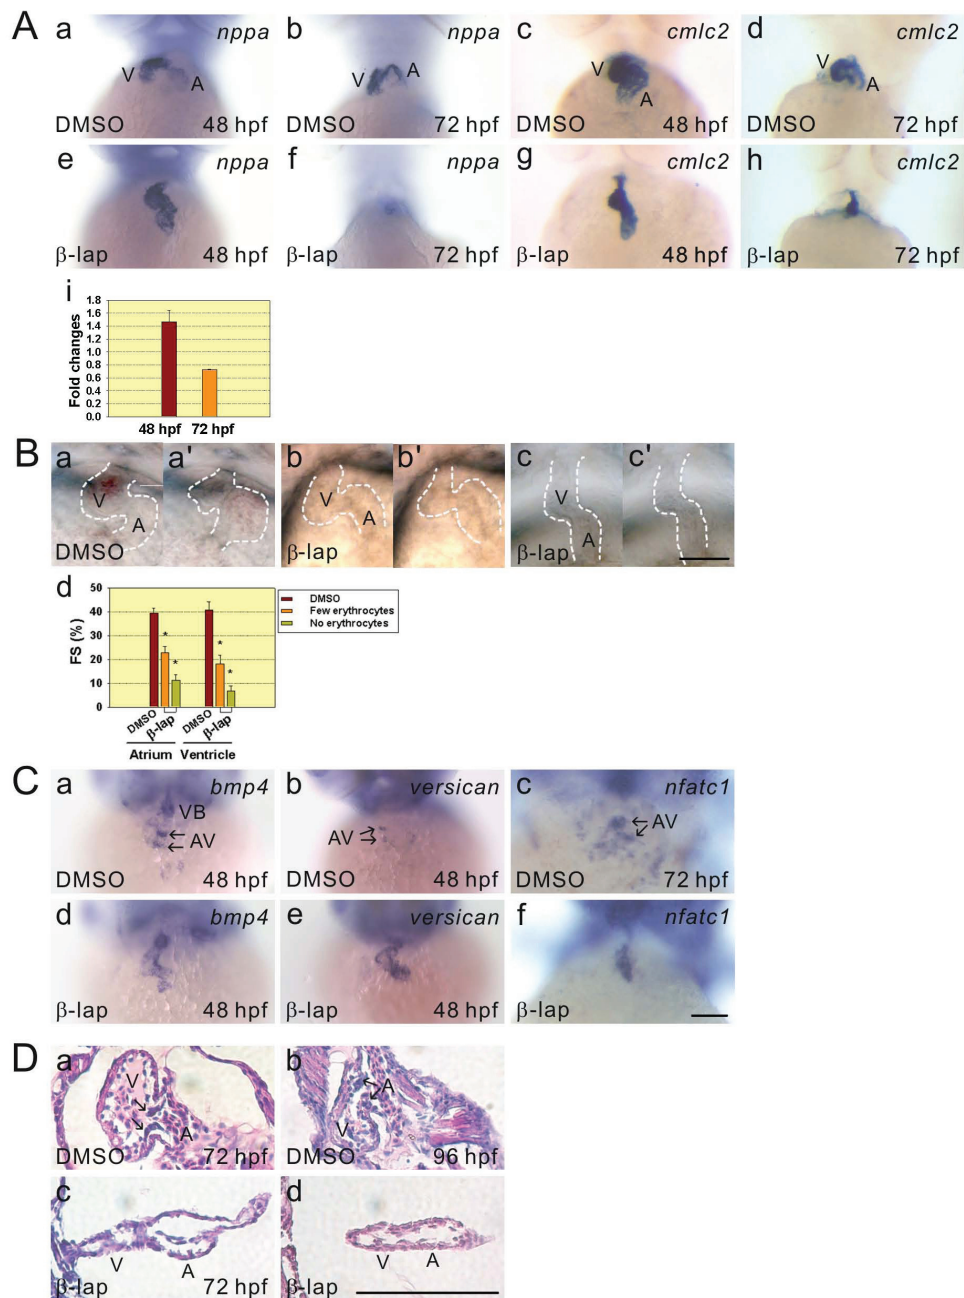 A
a nppa
V A
DMSO 48 hpf
b nppa
V A
DMSO 72 hpf
c cmlc2
V
A
DMSO 48 hpf
d cmlc2
V
A
DMSO 72 hpf
e nppa
β-lap 48 hpf
f nppa
β-lap 72 hpf
g cmlc2
β-lap 48 hpf
h cmlc2
β-lap 72 hpf
i
Fold changes
1.8
1.6
1.4
1.2
1.0
0.8
0.6
0.4
0.2
0.0
48 hpf 72 hpf
B
a
V
A
DMSO
a'
b
V
A
β-lap
b'
c
V
A
β-lap
c'
d
FS (%)
50
40
30
20
10
0
* *
* *
DMSO
β-lap
DMSO
β-lap
Atrium Ventricle
DMSO
Few erythrocytes
No erythrocytes
C
a bmp4
VB
AV
DMSO 48 hpf
b versican
AV
DMSO 48 hpf
c nfatc1
AV
DMSO 72 hpf
d bmp4
β-lap 48 hpf
e versican
β-lap 48 hpf
f nfatc1
β-lap
D
a
V
A
DMSO 72 hpf
b
A
V
DMSO 96 hpf
c
V A
β-lap 72 hpf
d
V A
β-lap